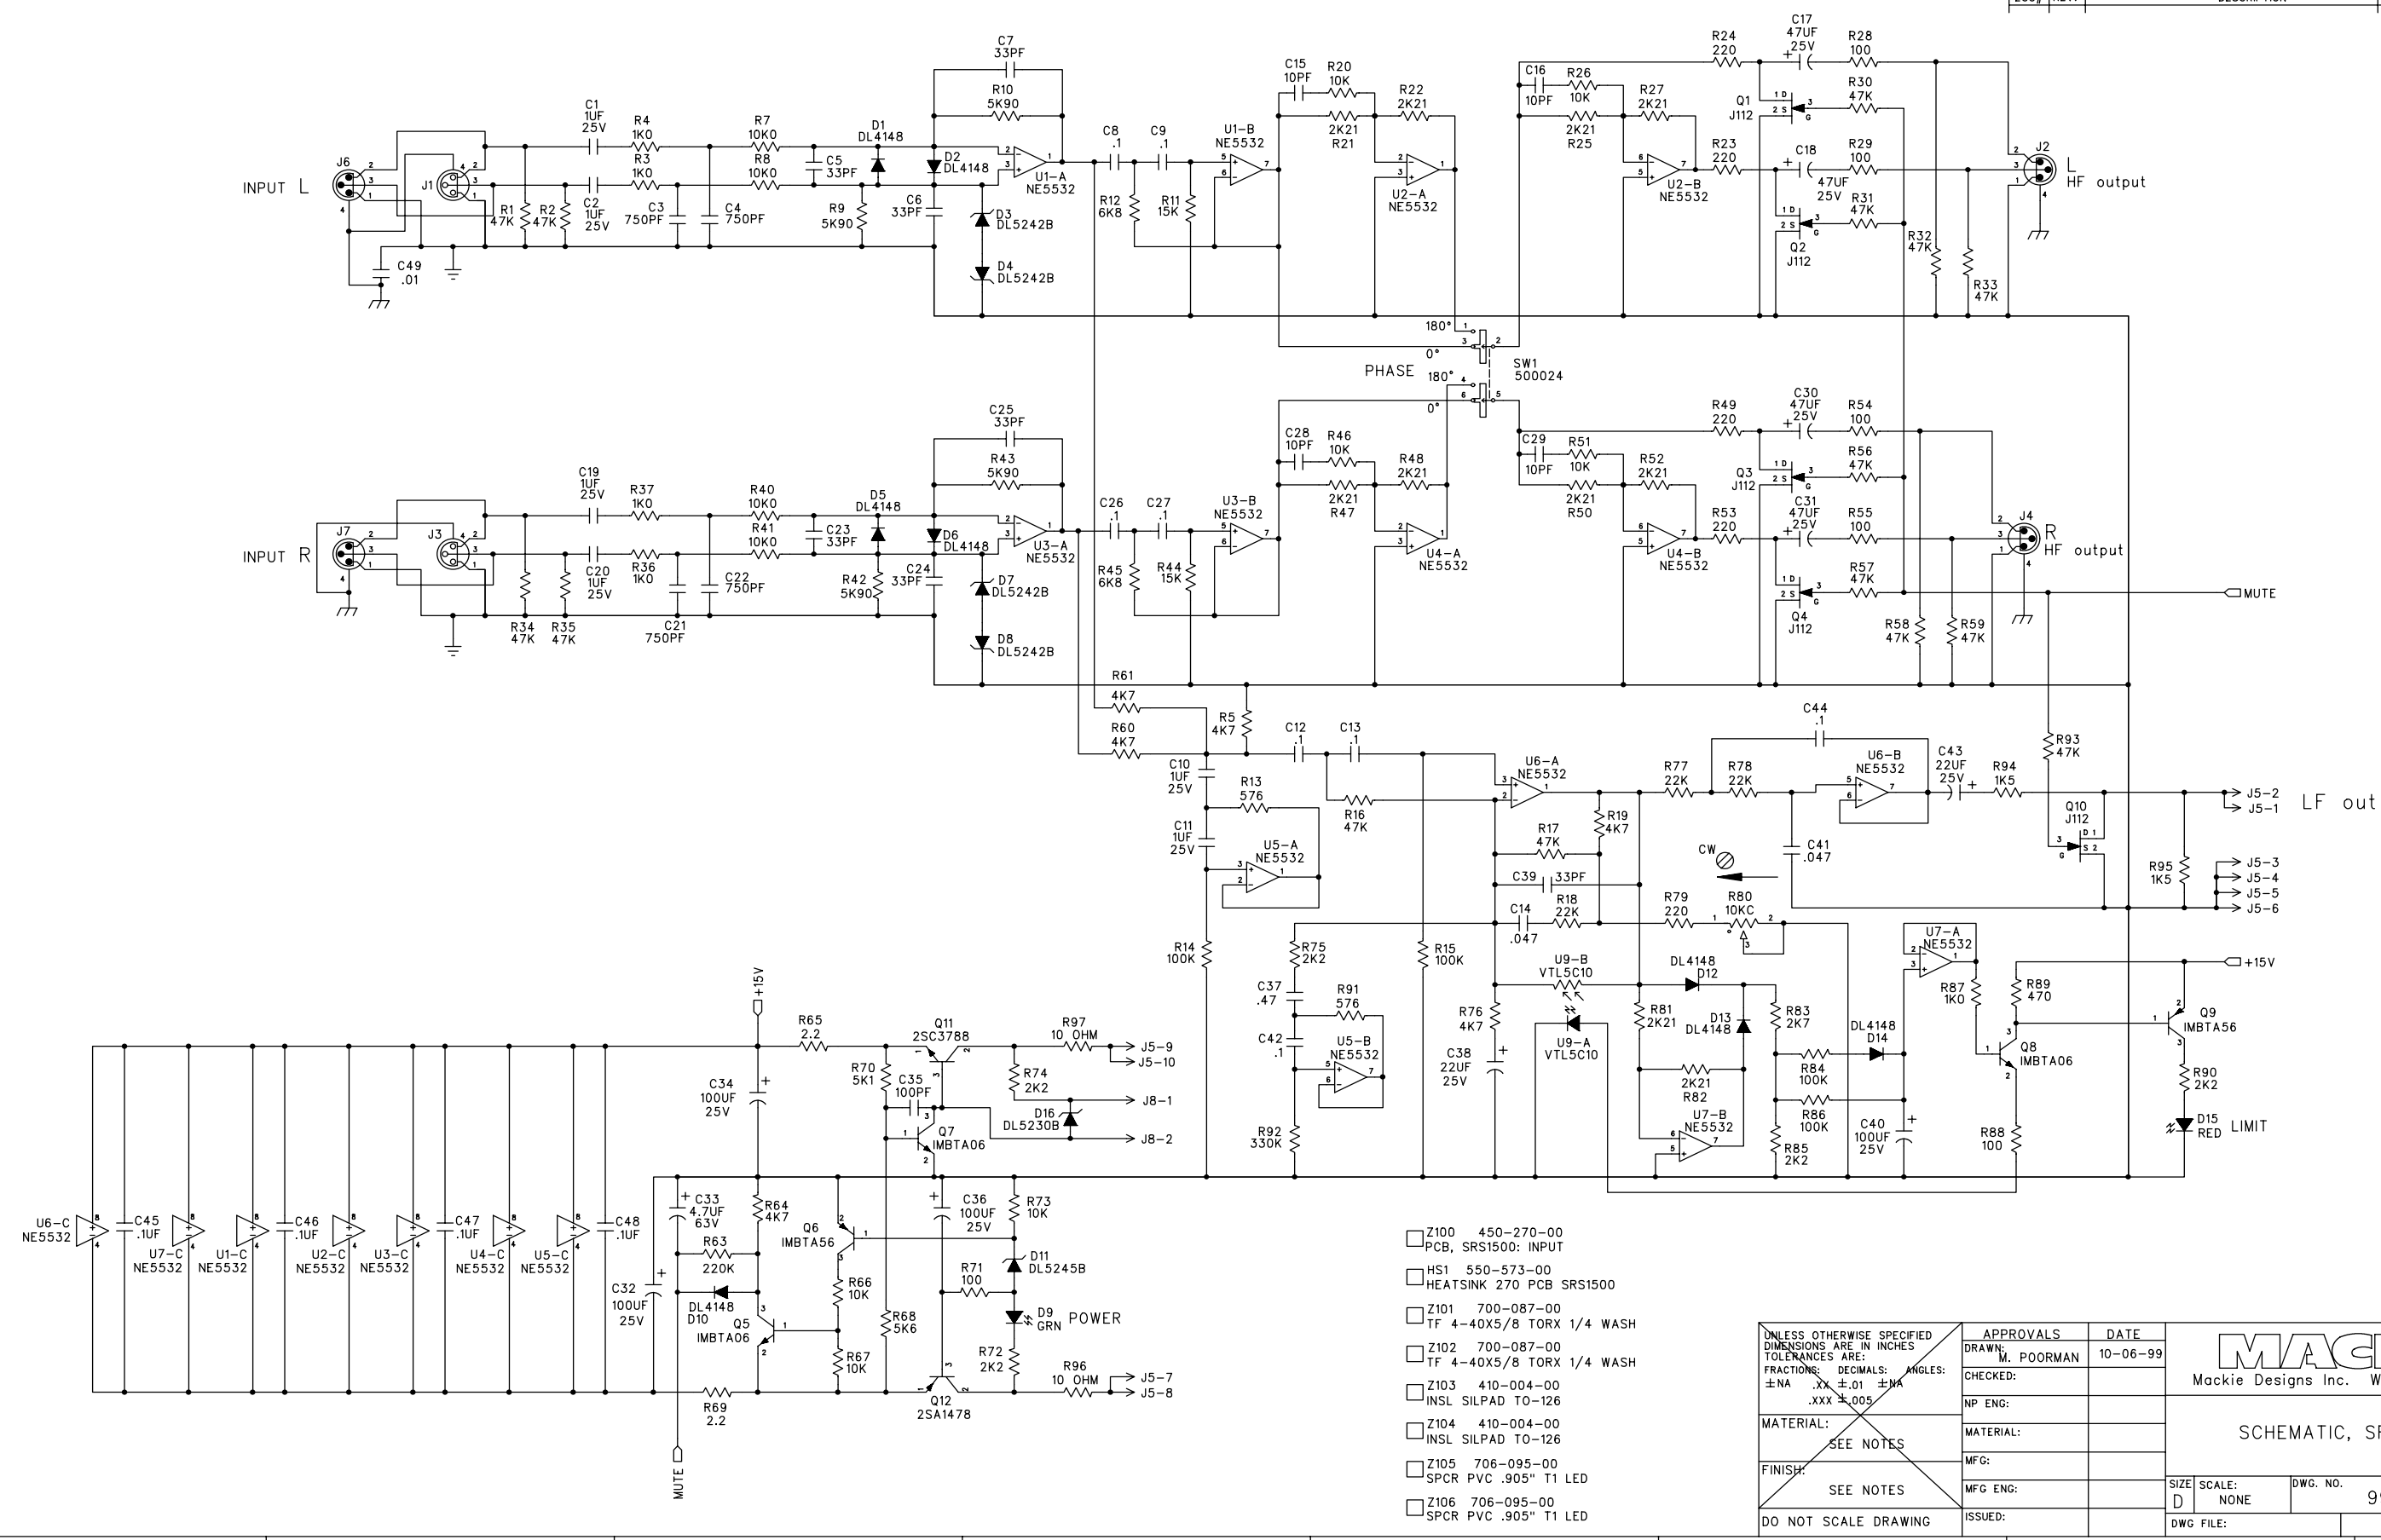 C7
33PF
R10
5K90
C1
1UF
25V
R4
1K0
R3
1K0
R7
10K0
R8
10K0
D1
DL4148
C5
33PF
D2
DL4148
U1-A
NE5532
C8
.1
C9
.1
U1-B
NE5532
C15
10PF
R20
10K
2K21
R21
R22
2K21
U2-A
NE5532
C16
10PF
R26
10K
2K21
R25
R27
2K21
U2-B
NE5532
R24
220
C17
47UF
25V
R28
100
R30
47K
Q1
J112
R23
220
C18
47UF
25V
R29
100
R31
47K
Q2
J112
R32
47K
R33
47K
J2
L
HF output
INPUT L
J6
J1
R1
47K
R2
47K
C2
1UF
25V
C3
750PF
C4
750PF
R9
5K90
C6
33PF
D3
DL5242B
D4
DL5242B
R12
6K8
R11
15K
C49
.01
180°
0°
PHASE
180°
0°
SW1
500024
C25
33PF
R43
5K90
C19
1UF
25V
R37
1K0
R40
10K0
R41
10K0
D5
DL4148
C23
33PF
D6
DL4148
U3-A
NE5532
C26
.1
C27
.1
U3-B
NE5532
C28
10PF
R46
10K
2K21
R47
R48
2K21
U4-A
NE5532
C29
10PF
R51
10K
2K21
R50
R52
2K21
U4-B
NE5532
R49
220
C30
47UF
25V
R54
100
R56
47K
Q3
J112
R53
220
C31
47UF
25V
R55
100
R57
47K
Q4
J112
R58
47K
R59
47K
J4
R
HF output
MUTE
INPUT R
J7
J3
R34
47K
R35
47K
C20
1UF
25V
R36
1K0
C21
750PF
C22
750PF
R42
5K90
C24
33PF
D7
DL5242B
D8
DL5242B
R45
6K8
R44
15K
R61
4K7
R60
4K7
R5
4K7
C12
.1
C13
.1
C10
1UF
25V
R13
576
C11
1UF
25V
U5-A
NE5532
R16
47K
U6-A
NE5532
R17
47K
R19
4K7
C39
33PF
C14
.047
R18
22K
R77
22K
R78
22K
C44
.1
U6-B
NE5532
C43
22UF
25V
R94
1K5
R93
47K
Q10
J112
R95
1K5
J5-2
J5-1
LF out
J5-3
J5-4
J5-5
J5-6
C41
.047
CW
R79
220
R80
10KC
R14
100K
R75
2K2
R15
100K
C37
.47
R91
576
C42
.1
U5-B
NE5532
R92
330K
R76
4K7
C38
22UF
25V
U9-B
VTL5C10
U9-A
VTL5C10
DL4148
D12
R81
2K21
D13
DL4148
2K21
R82
U7-B
NE5532
R83
2K7
R84
100K
DL4148
D14
R86
100K
R85
2K2
C40
100UF
25V
U7-A
NE5532
R87
1K0
R89
470
+15V
Q9
IMBTA56
Q8
IMBTA06
R88
100
R90
2K2
D15
RED
LIMIT
+15V
R65
2.2
Q11
2SC3788
R97
10 OHM
J5-9
J5-10
R70
5K1
C35
100PF
R74
2K2
J8-1
D16
DL5230B
J8-2
Q7
IMBTA06
C34
100UF
25V
C33
4.7UF
63V
R64
4K7
Q6
IMBTA56
C36
100UF
25V
R73
10K
R63
220K
D11
DL5245B
R71
100
DL4148
D10
R66
10K
Q5
IMBTA06
R67
10K
R68
5K6
D9
GRN
POWER
R72
2K2
R96
10 OHM
J5-7
J5-8
Q12
2SA1478
R69
2.2
MUTE
C32
100UF
25V
U6-C
NE5532
C45
.1UF
U7-C
NE5532
U1-C
NE5532
C46
.1UF
U2-C
NE5532
U3-C
NE5532
C47
.1UF
U4-C
NE5532
U5-C
NE5532
C48
.1UF
Z100 450-270-00
PCB, SRS1500: INPUT
HS1 550-573-00
HEATSINK 270 PCB SRS1500
Z101 700-087-00
TF 4-40X5/8 TORX 1/4 WASH
Z102 700-087-00
TF 4-40X5/8 TORX 1/4 WASH
Z103 410-004-00
INSL SILPAD TO-126
Z104 410-004-00
INSL SILPAD TO-126
Z105 706-095-00
SPCR PVC .905" T1 LED
Z106 706-095-00
SPCR PVC .905" T1 LED
UNLESS OTHERWISE SPECIFIED
DIMENSIONS ARE IN INCHES
TOLERANCES ARE:
FRACTIONS: DECIMALS: ANGLES:
±NA .XX ±.01 ±NA
.XXX ±.005
MATERIAL:
SEE NOTES
FINISH:
SEE NOTES
DO NOT SCALE DRAWING
APPROVALS DATE
DRAWN:
M. POORMAN 10-06-99
CHECKED:
NP ENG:
MATERIAL:
MFG:
MFG ENG:
ISSUED:
Mackie Designs Inc.
SCHEMATIC,
SIZE
D
SCALE:
NONE
DWG. NO.
DWG FILE: